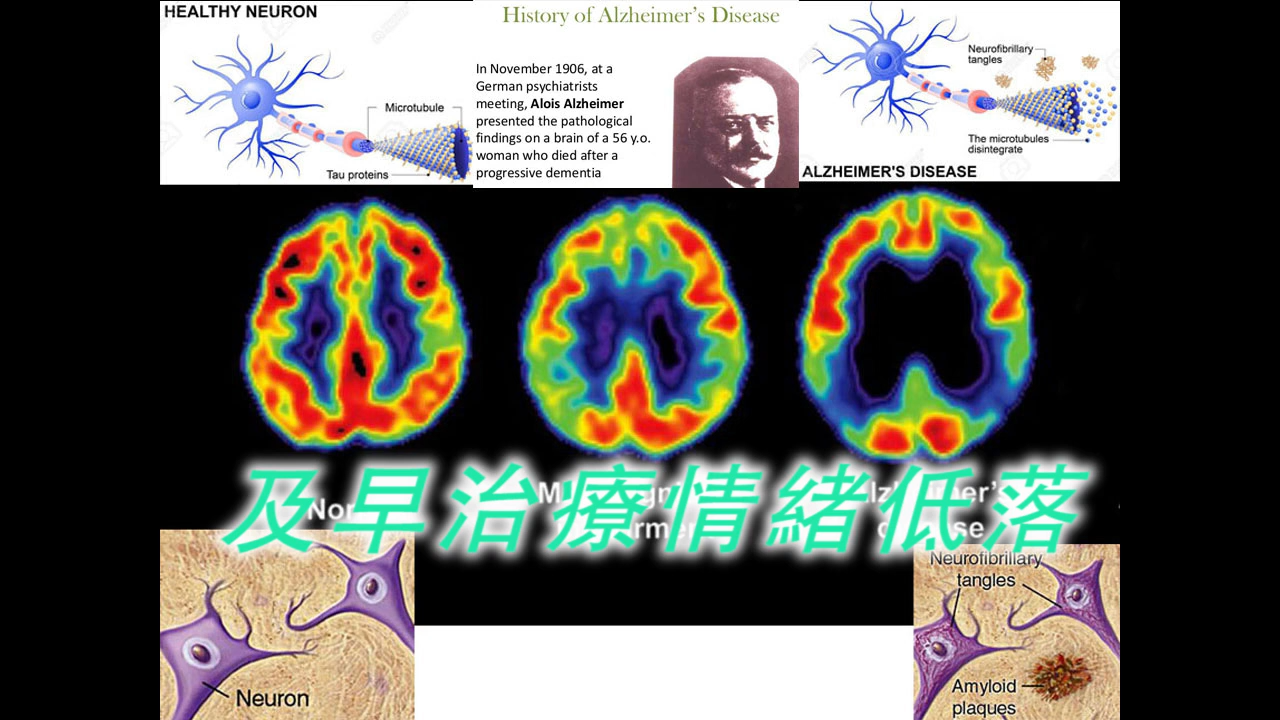 HEALTHY NEURON
Microtubule
Tau proteins
History of Alzheimer's Disease
In November 1906, at a
German psychiatrists
meeting, Alois Alzheimer
presented the pathological
findings on a brain of a 56 y.o.
woman who died after a
progressive dementia
Neurofibrillary
tangles
The microtubules
disintegrate
ALZHEIMER'S DISEASE
及早治療情緒低落
Neuron
Neurofibrillary
tangles
Amyloid
plaques